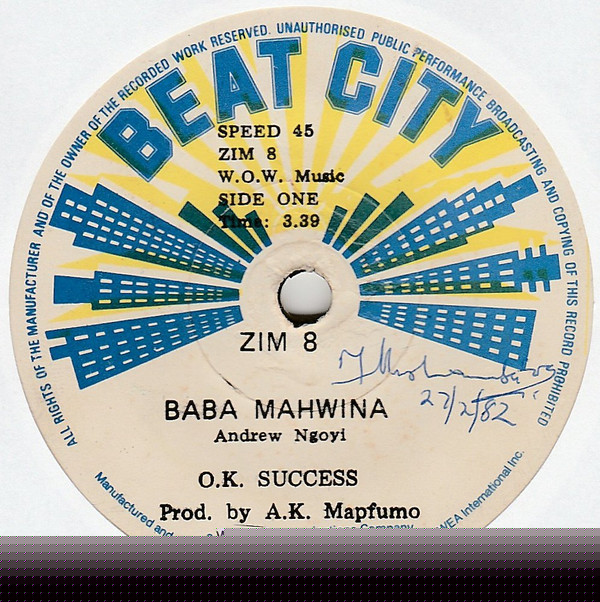 ALL RIGHTS OF THE MANUFACTURER AND OF THE OWNER OF THE RECORDED WORK RESERVED. UNAUTHORISED PUBLIC PERFORMANCE BROADCASTING AND COPYING OF THIS RECORD PROHIBITED
BEAT CITY
SPEED 45
ZIM 8
W.O.W. Music
SIDE ONE
Time: 3.39
ZIM 8
27/2/82
BABA MAHWINA
Andrew Ngoyi
O.K. SUCCESS
Prod. by A.K. Mapfumo
Manufactured and
Company
International Inc.